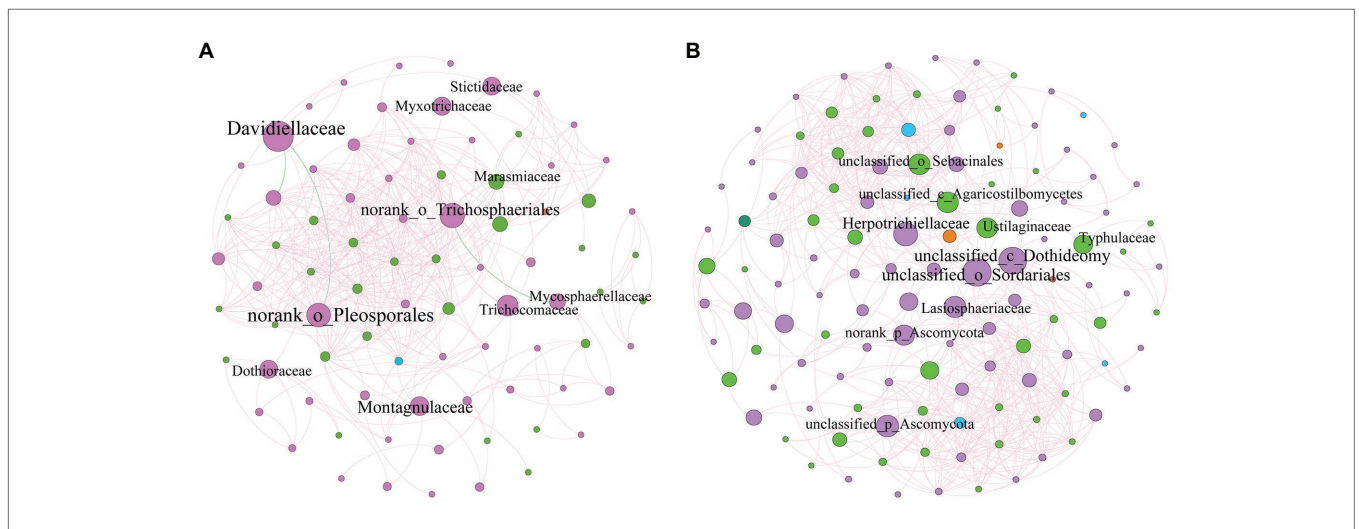 A
B
Stictidaceae
Myxotrichaceae
Davidiellaceae
Marasmiaceae
norank_o_Trichosphaeriales
Mycosphaerellaceae
Trichocomaceae
norank_o_Pleosporales
Dothioraceae
Montagnulaceae
unclassified_o_Sebacinales
unclassified_c_Agaricostilbomycetes
Herpotrichiellaceae
Ustilaginaceae
Typhulaceae
unclassified_c_Dothideomy
unclassified_o_Sordariales
Lasiosphaeriaceae
norank_p_Ascomycota
unclassified_p_Ascomycota